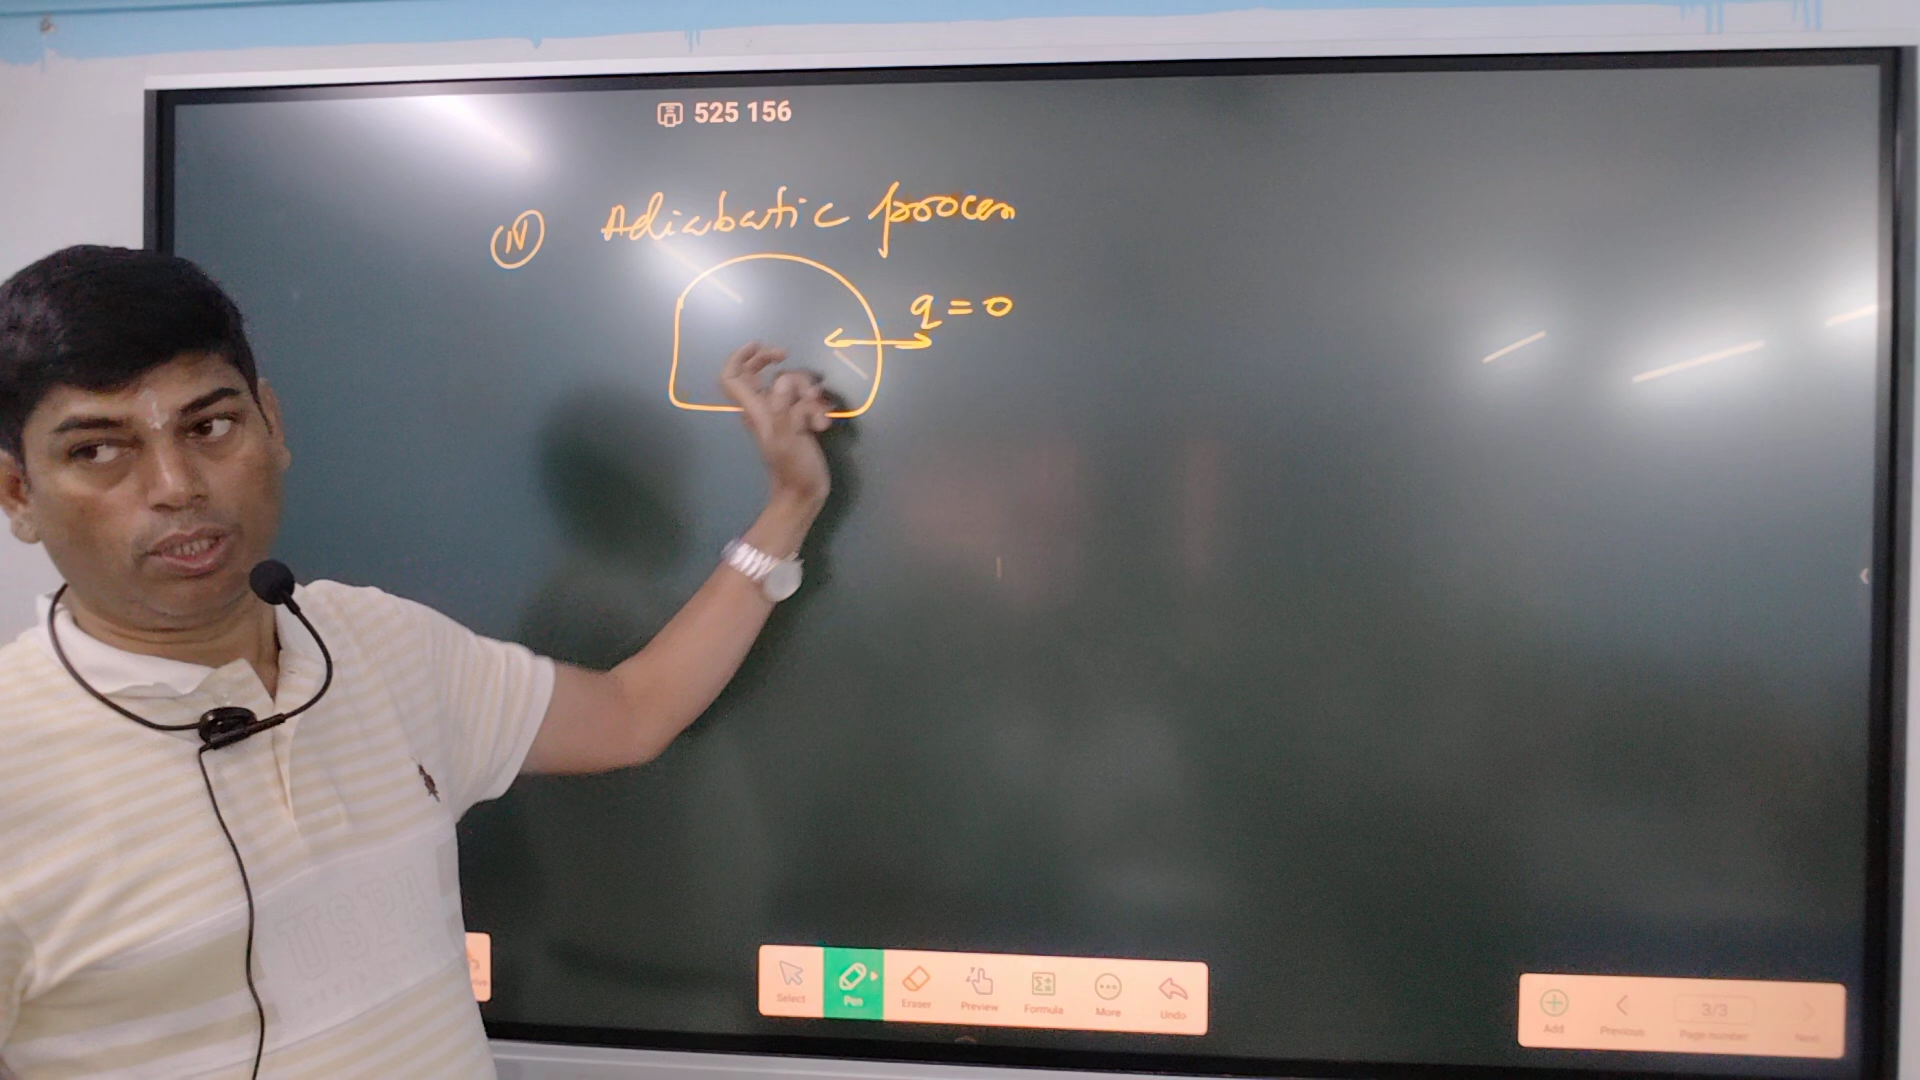 525 156
(IV) Adiabatic process
q = 0
USPA
Select Pen Eraser Preview Formula More Undo
Add Previous 3/3 Page number Next